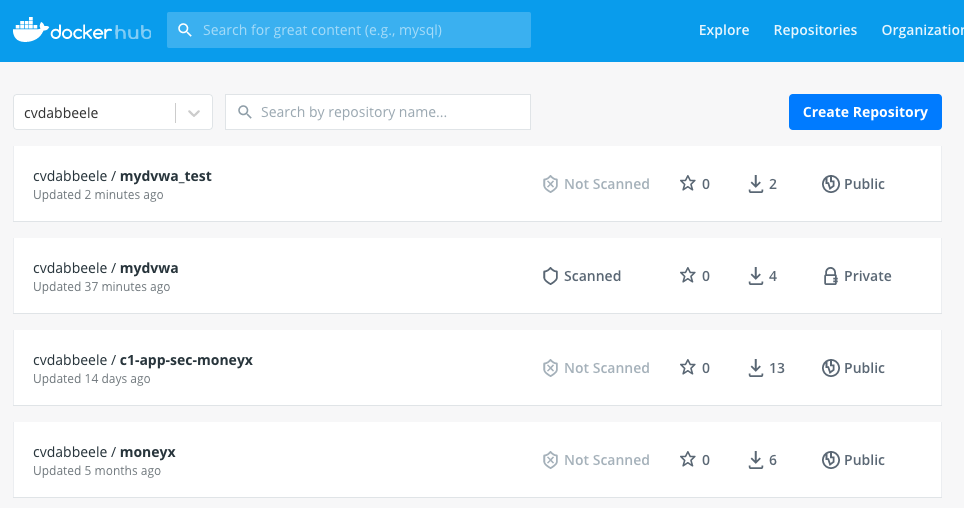 docker hub
Search for great content (e.g., mysql)
Explore
Repositories
Organization
cvdabbeele
Search by repository name...
Create Repository
cvdabbeele / mydvwa_test
Updated 2 minutes ago
Not Scanned
0
2
Public
cvdabbeele / mydvwa
Updated 37 minutes ago
Scanned
0
4
Private
cvdabbeele / c1-app-sec-moneyx
Updated 14 days ago
Not Scanned
0
13
Public
cvdabbeele / moneyx
Updated 5 months ago
Not Scanned
0
6
Public